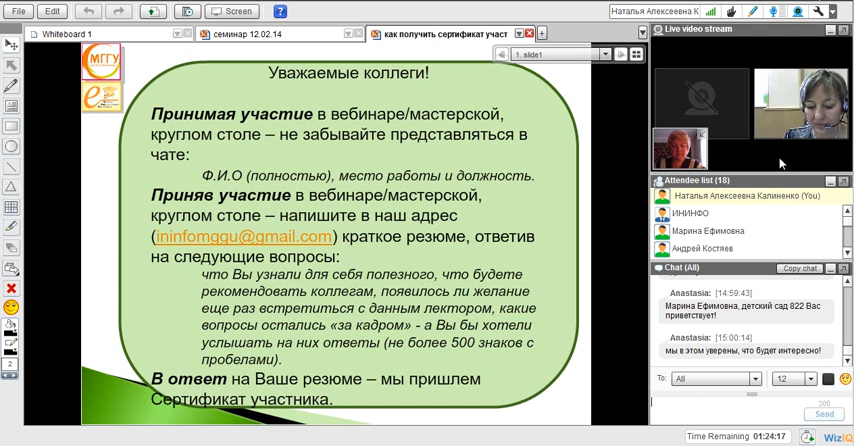 File
Edit
Screen
Наталья Алексеевна К
Whiteboard 1
семинар 12.02.14
как получить сертификат участ
1. slide1
МГГУ
Уважаемые коллеги!
Принимая участие в вебинаре/мастерской,
круглом столе – не забывайте представляться в
чате:
Ф.И.О (полностью), место работы и должность.
Приняв участие в вебинаре/мастерской,
круглом столе – напишите в наш адрес
(ininfomggu@gmail.com) краткое резюме, ответив
на следующие вопросы:
что Вы узнали для себя полезного, что будете
рекомендовать коллегам, появилось ли желание
еще раз встретиться с данным лектором, какие
вопросы остались «за кадром» - а Вы бы хотели
услышать на них ответы (не более 500 знаков с
пробелами).
В ответ на Ваше резюме – мы пришлем
Сертификат участника.
2
Live video stream
Attendee list (18)
Наталья Алексеевна Калиненко (You)
ИНИНФО
Марина Ефимовна
Андрей Костяев
Chat (All)
Copy chat
Anastasia: [14:59:43]
Марина Ефимовна, детский сад 822 Вас
приветствует!
Anastasia: [15:00:14]
мы в этом уверены, что будет интересно!
To:
All
12
300
Send
Time Remaining 01:24:17
WizIQ